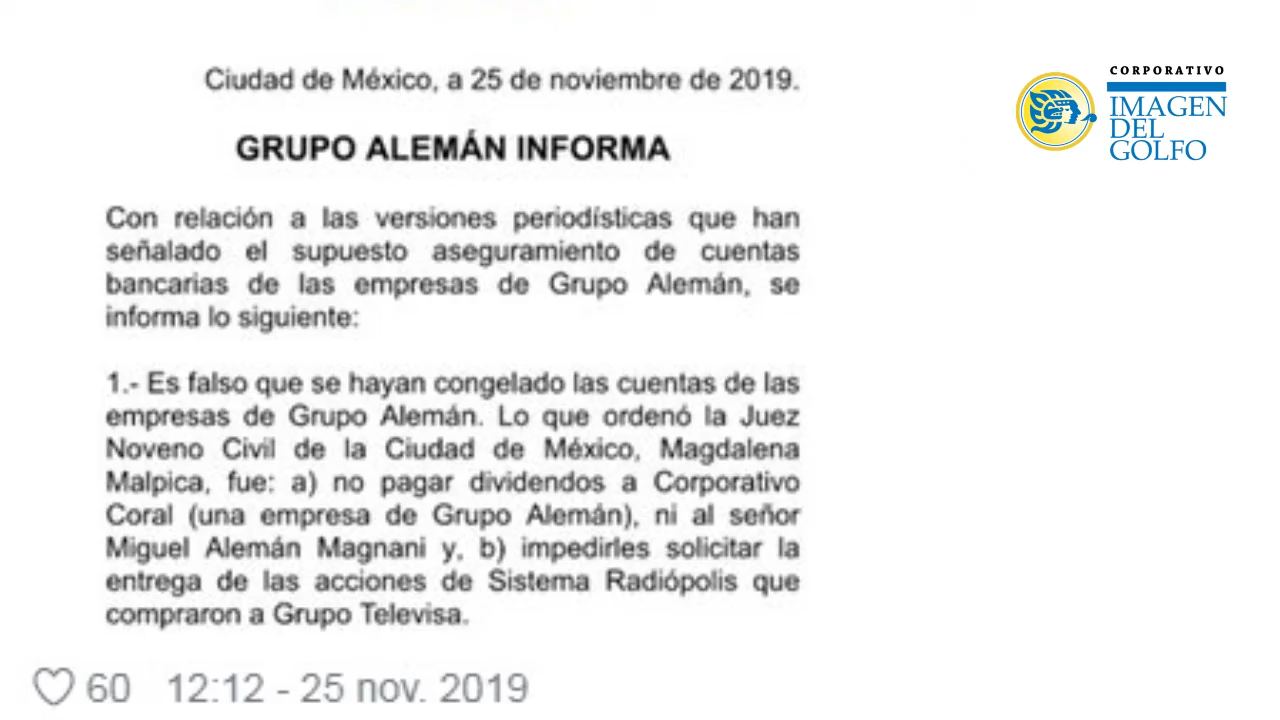 Ciudad de México, a 25 de noviembre de 2019.
CORPORATIVO
IMAGEN
DEL
GOLFO
GRUPO ALEMÁN INFORMA
Con relación a las versiones periodísticas que han
señalado el supuesto aseguramiento de cuentas
bancarias de las empresas de Grupo Alemán, se
informa lo siguiente:
1.- Es falso que se hayan congelado las cuentas de las
empresas de Grupo Alemán. Lo que ordenó la Juez
Noveno Civil de la Ciudad de México, Magdalena
Malpica, fue: a) no pagar dividendos a Corporativo
Coral (una empresa de Grupo Alemán), ni al señor
Miguel Alemán Magnani y, b) impedirles solicitar la
entrega de las acciones de Sistema Radiópolis que
compraron a Grupo Televisa.
60 12:12 - 25 nov. 2019